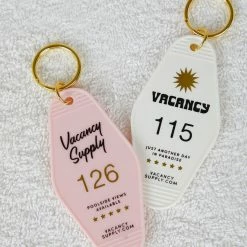 Vacancy
Supply
126
POOLSIDE VIEWS
AVAILABLE
VACANCY
SUPPLY.COM
VACANCY
115
JUST ANOTHER DAY
IN PARADISE
VACANCY
SUPPLY.COM